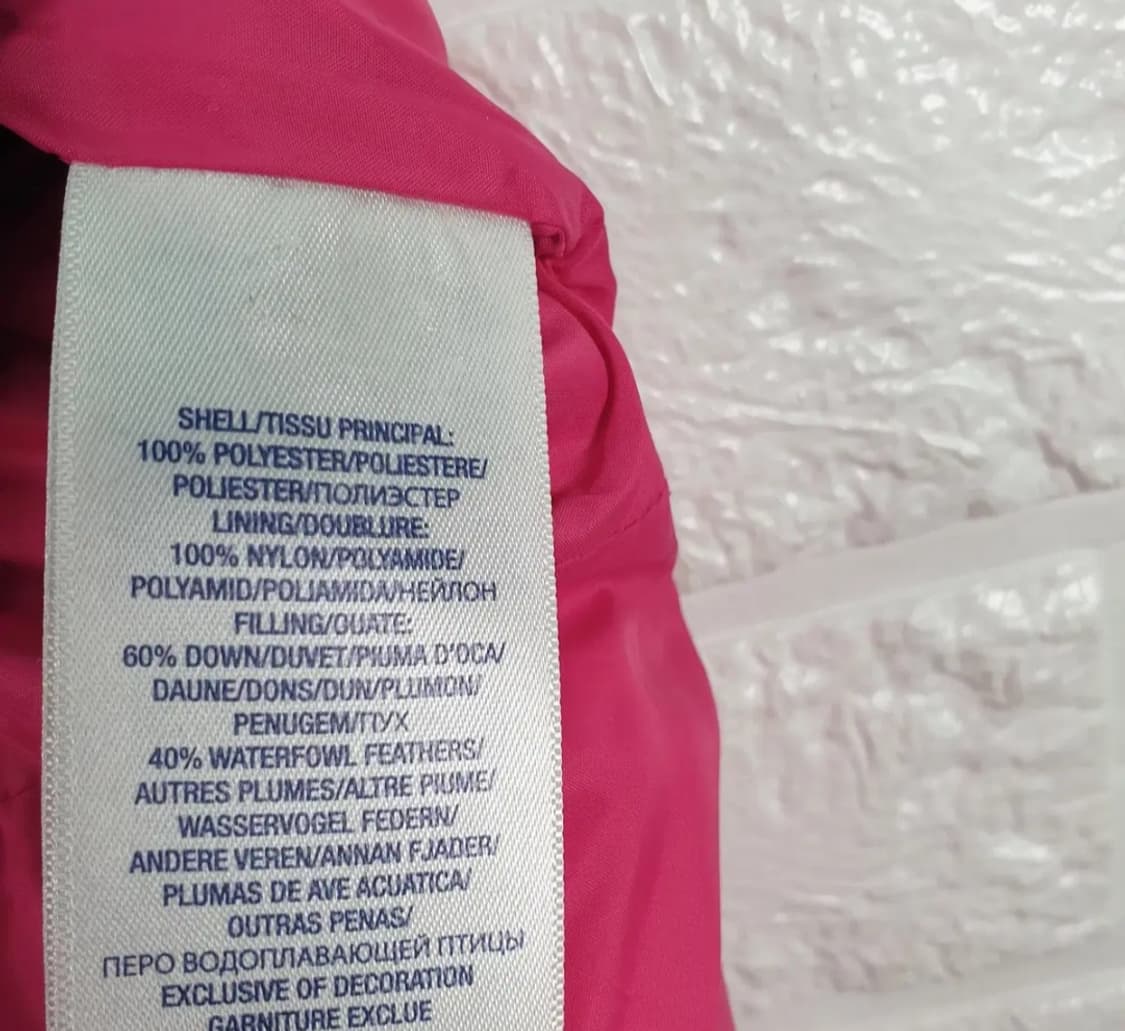 SHELL/TISSU PRINCIPAL:
100% POLYESTER/POLIESTERE/
POLIESTER/ПОЛИЭСТЕР
LINING/DOUBLURE:
100% NYLON/POLYAMIDE/
POLYAMID/POLIAMIDA/НЕЙЛОН
FILLING/OUATE:
60% DOWN/DUVET/PIUMA D'OCA/
DAUNE/DONS/DUN/PLUMON/
PENUGEM/ПУХ
40% WATERFOWL FEATHERS/
AUTRES PLUMES/ALTRE PIUME/
WASSERVOGEL FEDERN/
ANDERE VEREN/ANNAN FJADER/
PLUMAS DE AVE ACUATICA/
OUTRAS PENAS/
ПЕРО ВОДОПЛАВАЮЩЕЙ ПТИЦЫ
EXCLUSIVE OF DECORATION
GARNITURE EXCLUE